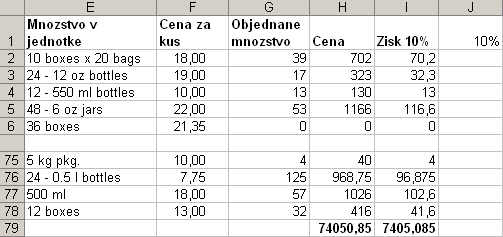 E F G H I J
1 Mnozstvo v jednotke Cena za kus Objednane mnozstvo Cena Zisk 10% 10%
2 10 boxes x 20 bags 18,00 39 702 70,2
3 24 - 12 oz bottles 19,00 17 323 32,3
4 12 - 550 ml bottles 10,00 13 130 13
5 48 - 6 oz jars 22,00 53 1166 116,6
6 36 boxes 21,35 0 0 0
75 5 kg pkg. 10,00 4 40 4
76 24 - 0.5 l bottles 7,75 125 968,75 96,875
77 500 ml 18,00 57 1026 102,6
78 12 boxes 13,00 32 416 41,6
79 74050,85 7405,085